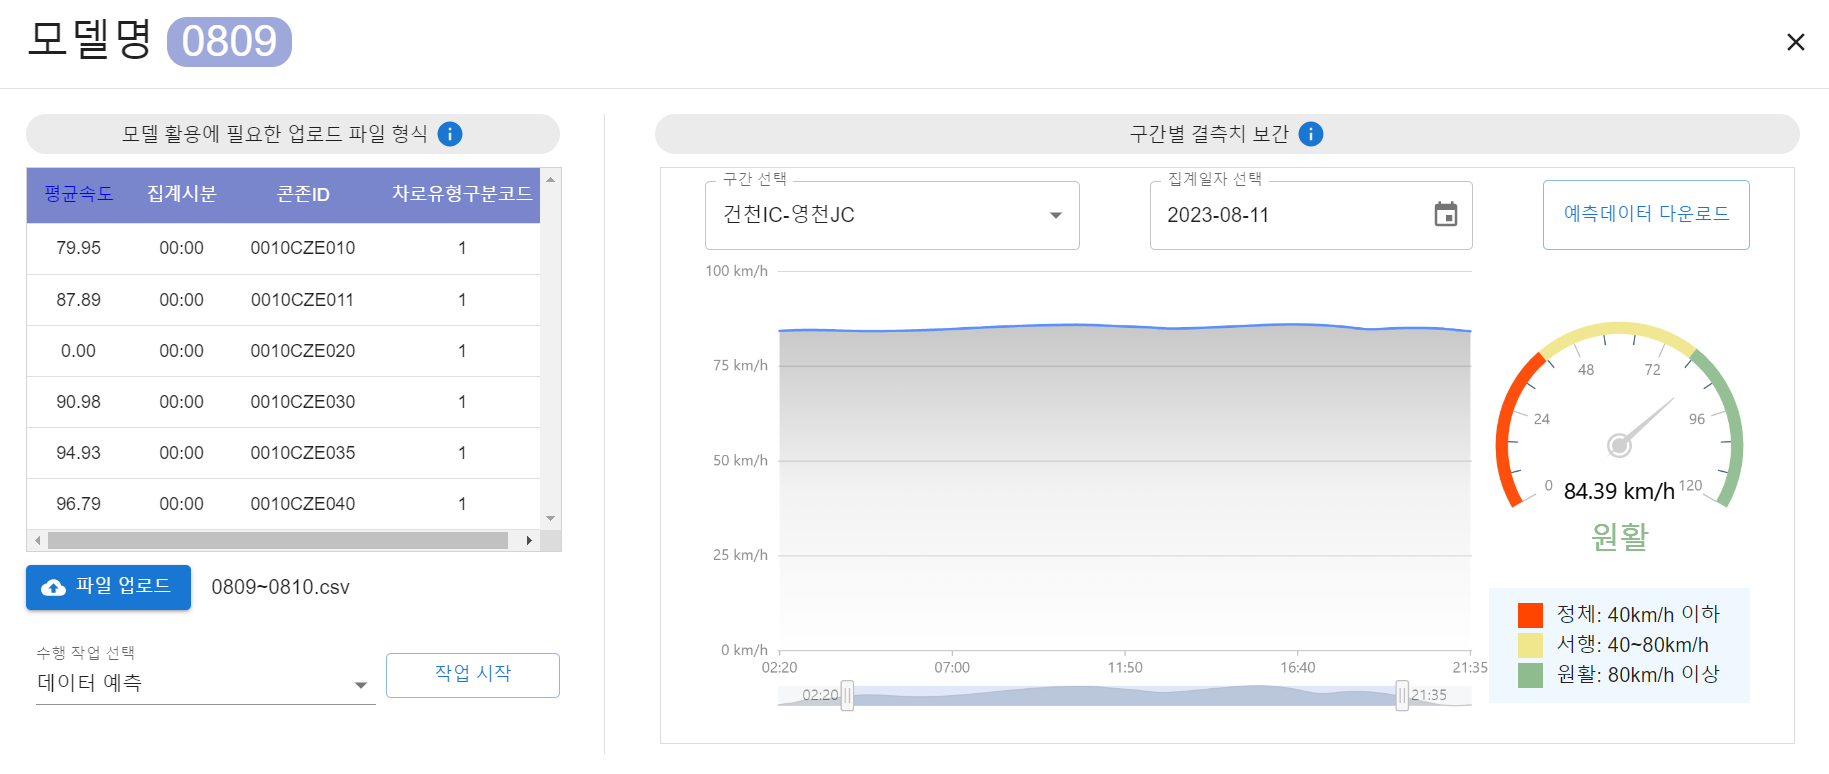 모델명 0809
모델 활용에 필요한 업로드 파일 형식
평균속도 집계시분 콘존ID 차로유형구분코드
79.95 00:00 0010CZE010 1
87.89 00:00 0010CZE011 1
0.00 00:00 0010CZE020 1
90.98 00:00 0010CZE030 1
94.93 00:00 0010CZE035 1
96.79 00:00 0010CZE040 1
파일 업로드 0809~0810.csv
수행 작업 선택
데이터 예측 작업 시작
구간별 결측치 보간
구간 선택
건천IC-영천JC
집계일자 선택
2023-08-11
예측데이터 다운로드
100 km/h
75 km/h
50 km/h
25 km/h
0 km/h
02:20 07:00 11:50 16:40 21:35
02:20 21:35
48 72
24 96
0 84.39 km/h 120
원활
정체: 40km/h 이하
서행: 40~80km/h
원활: 80km/h 이상